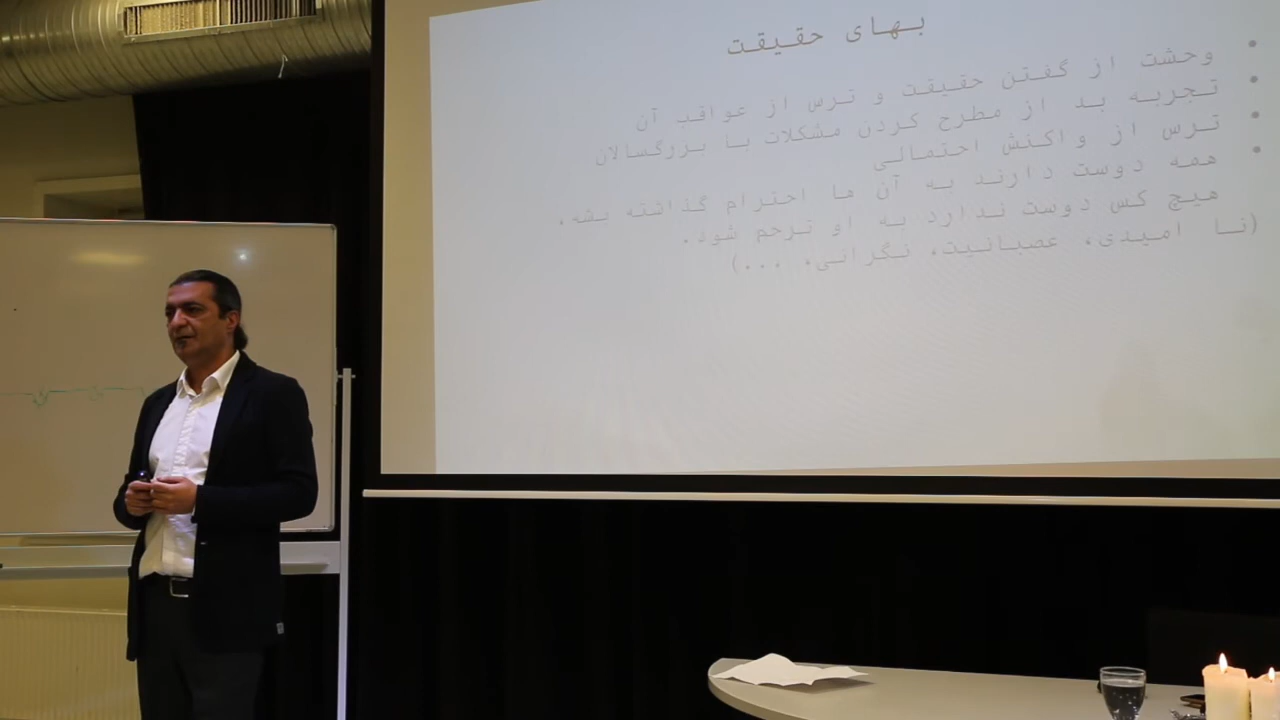 بهای حقیقت
• وحشت از گفتن حقیقت و ترس از عواقب آن
• تجربه بد از مطرح کردن مشکلات با بزرگسالان
• ترس از واکنش احتمالی
• همه دوست دارند به آن ها احترام گذاشته بشه.
هیچ کس دوست ندارد به او ترحم شود.
(نا امیدی، عصبانیت، نگرانی، ...)